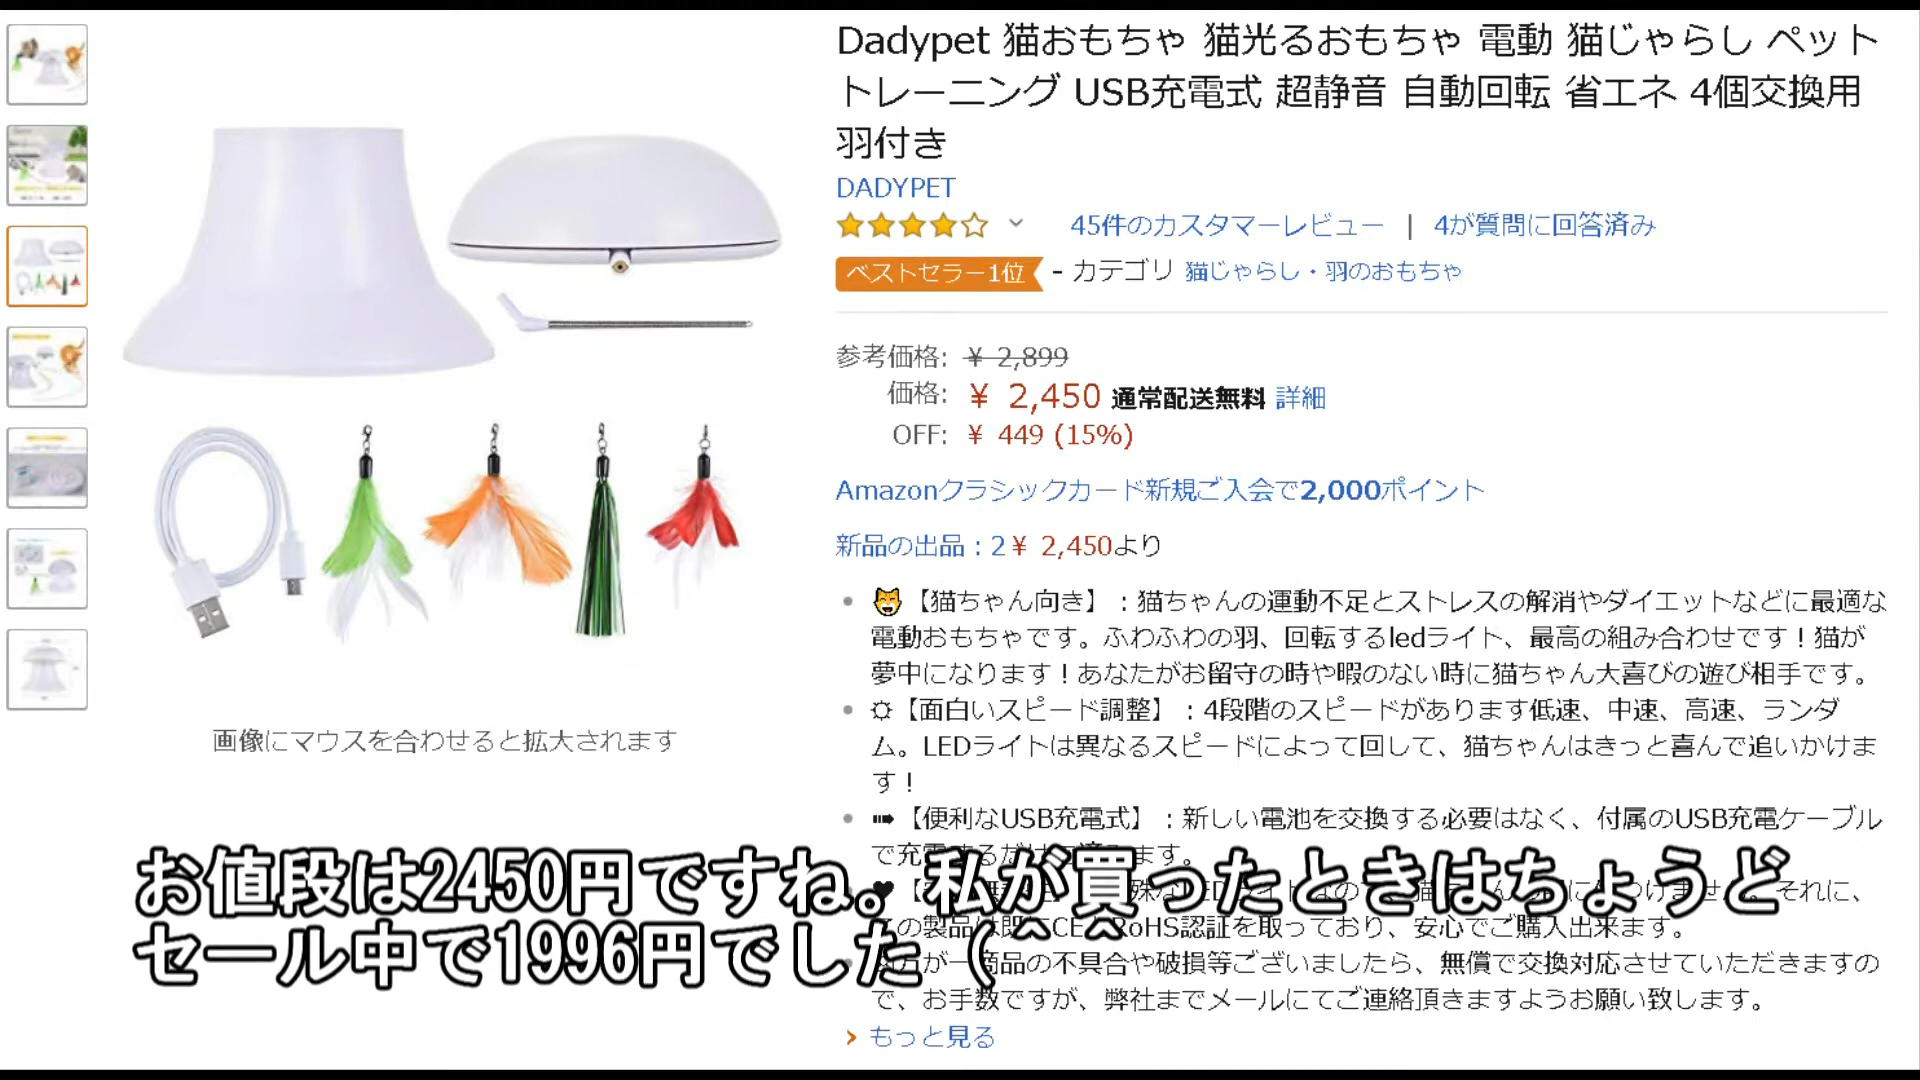 Dadypet 猫おもちゃ 猫光るおもちゃ 電動 猫じゃらし ペット
トレーニング USB充電式 超静音 自動回転 省エネ 4個交換用
羽付き
DADYPET
45件のカスタマーレビュー | 4が質問に回答済み
ベストセラー1位 - カテゴリ 猫じゃらし・羽のおもちゃ
参考価格: ¥ 2,899
価格: ¥ 2,450 通常配送無料 詳細
OFF: ¥ 449 (15%)
Amazonクラシックカード新規ご入会で2,000ポイント
新品の出品：2¥ 2,450より
【猫ちゃん向き】：猫ちゃんの運動不足とストレスの解消やダイエットなどに最適な
電動おもちゃです。ふわふわの羽、回転するledライト、最高の組み合わせです！猫が
夢中になります！あなたがお留守の時や暇のない時に猫ちゃん大喜びの遊び相手です。
【面白いスピード調整】：4段階のスピードがあります低速、中速、高速、ランダ
ム。LEDライトは異なるスピードによって回して、猫ちゃんはきっと喜んで追いかけま
す！
【便利なUSB充電式】：新しい電池を交換する必要はなく、付属のUSB充電ケーブル
で充
ます。
それに、
の製品は既にCE
RoHS認証を取っており、安心でご購入出来ます。
が一商品の不具合や破損等ございましたら、無償で交換対応させていただきますの
で、お手数ですが、弊社までメールにてご連絡頂きますようお願い致します。
もっと見る
画像にマウスを合わせると拡大されます
お値段は2450円ですね。私が買ったときはちょうど
セール中で1996円でした（^^